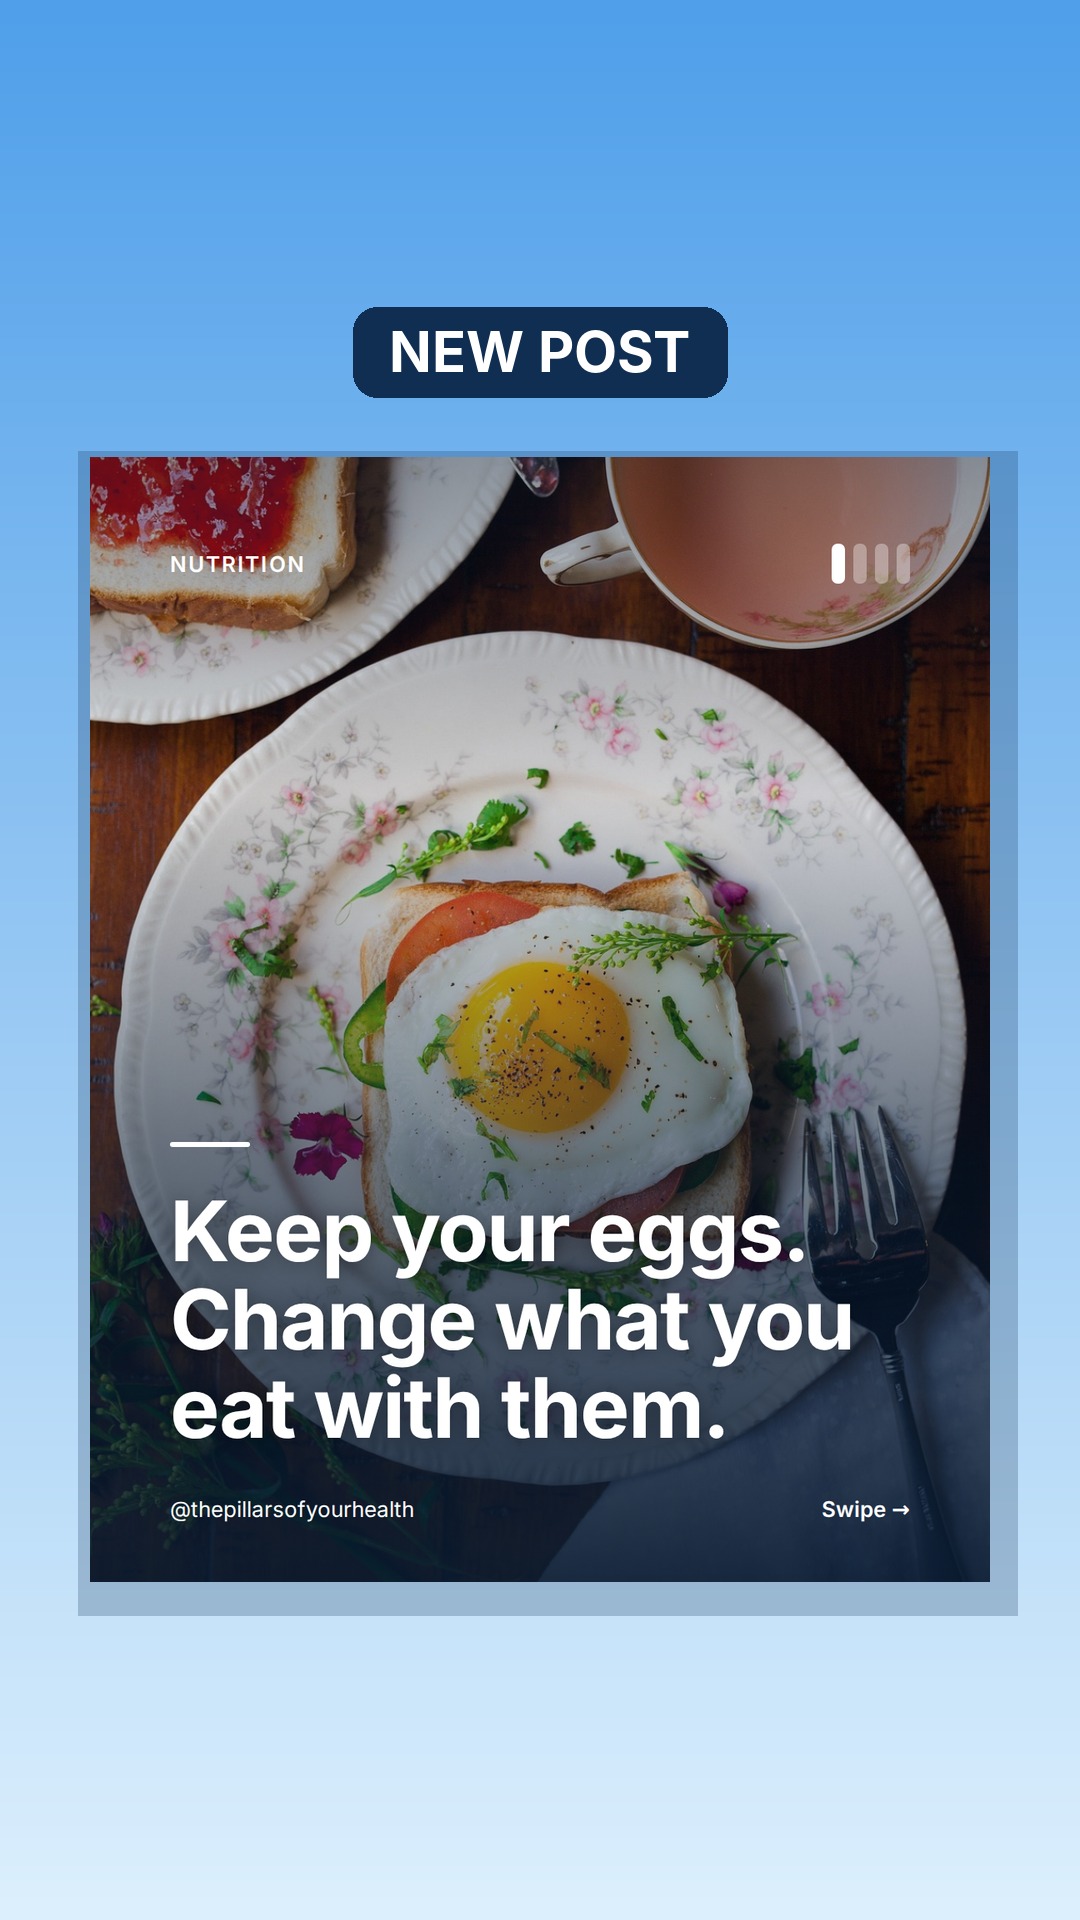 NEW POST
NUTRITION
Keep your eggs.
Change what you
eat with them.
@thepillarsofyourhealth
Swipe →